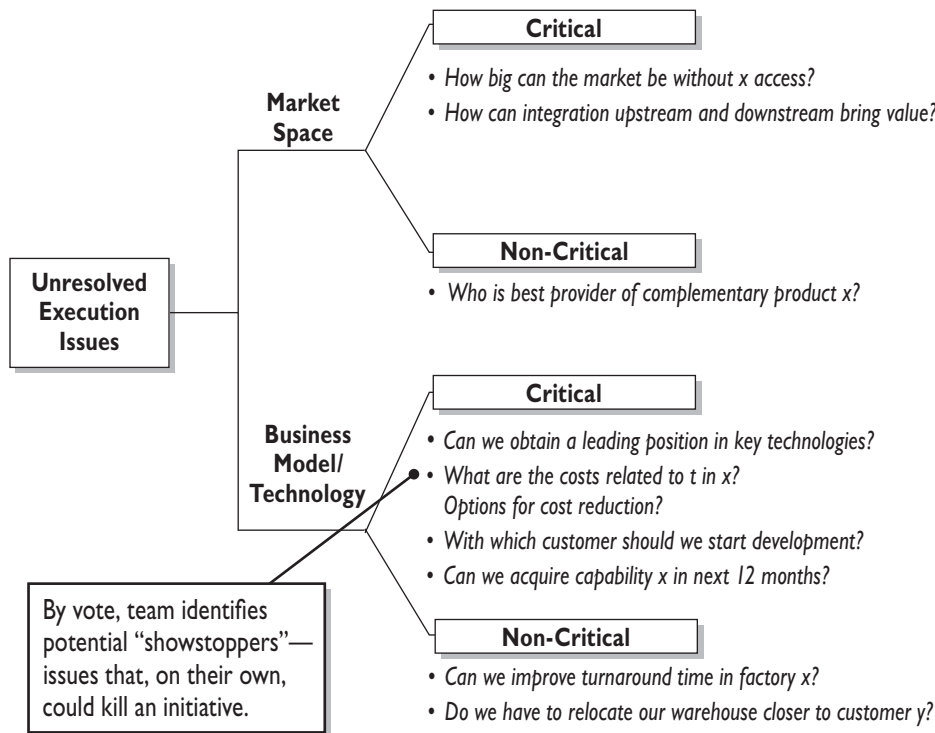 Unresolved
Execution
Issues
Market
Space
Critical
• How big can the market be without x access?
• How can integration upstream and downstream bring value?
Non-Critical
• Who is best provider of complementary product x?
Business
Model/
Technology
Critical
• Can we obtain a leading position in key technologies?
• What are the costs related to t in x?
Options for cost reduction?
• With which customer should we start development?
• Can we acquire capability x in next 12 months?
Non-Critical
• Can we improve turnaround time in factory x?
• Do we have to relocate our warehouse closer to customer y?
By vote, team identifies
potential “showstoppers”—
issues that, on their own,
could kill an initiative.